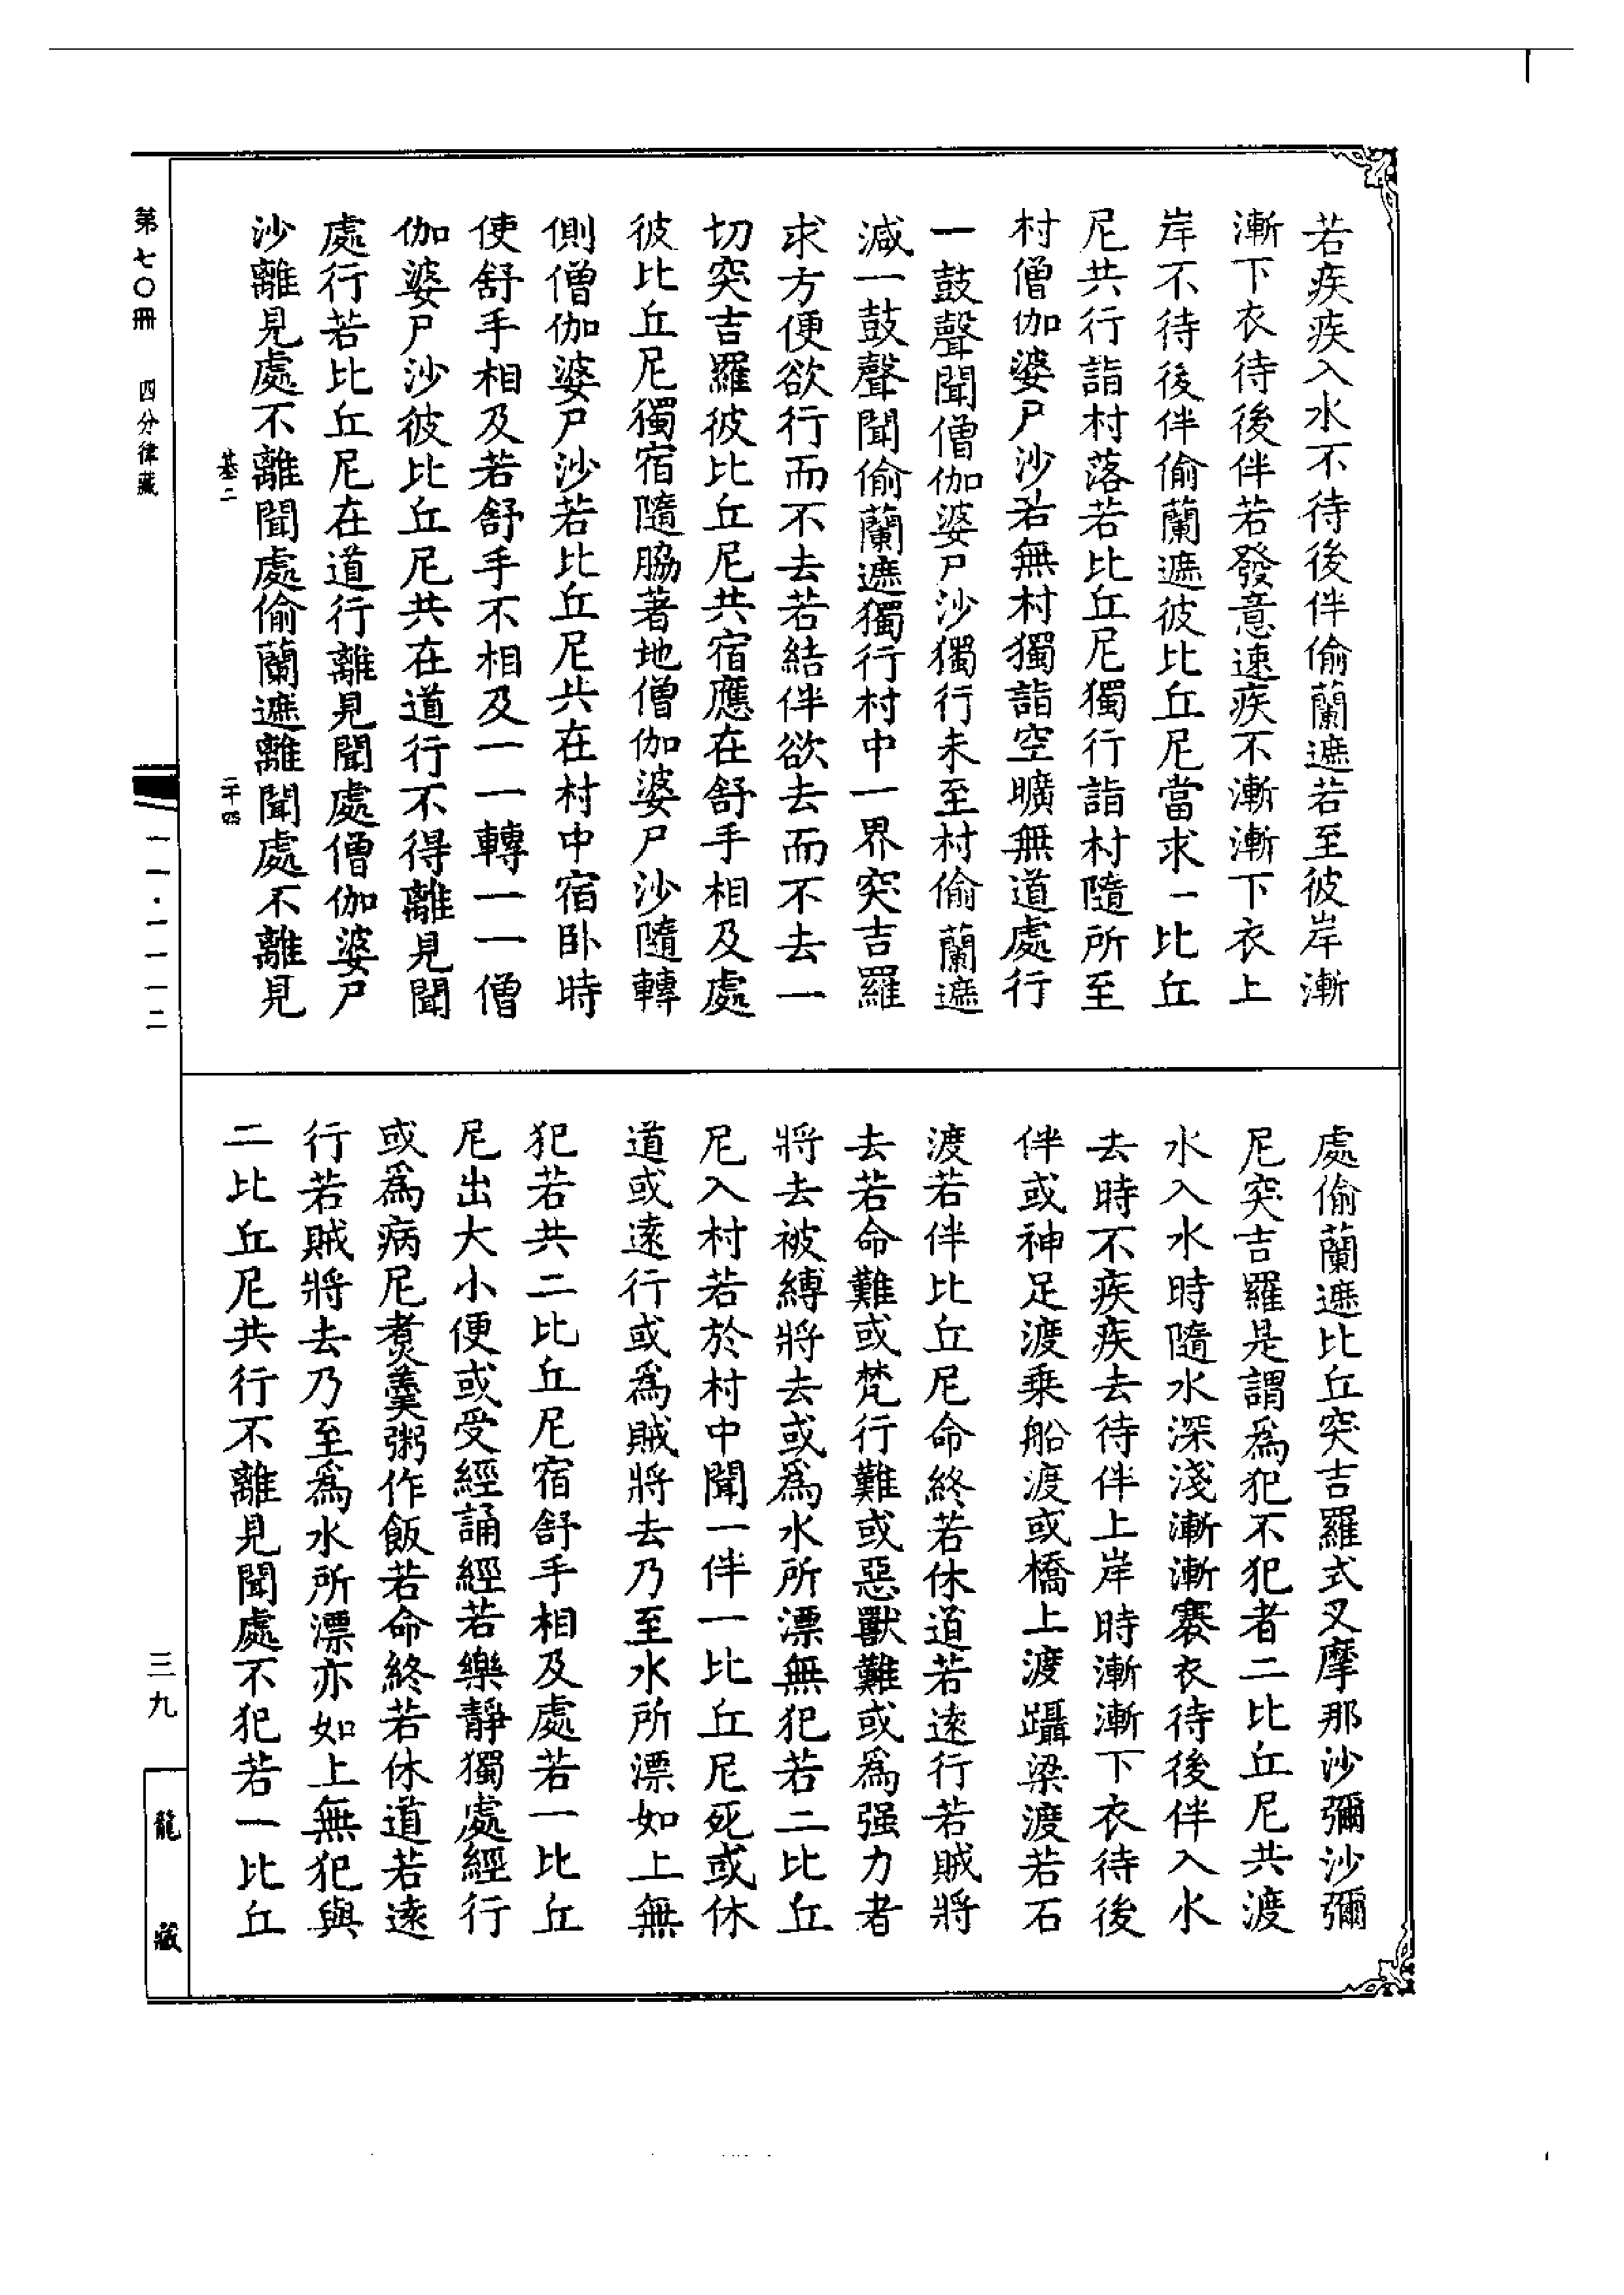 若疾疾入水不待後伴偷蘭遮若至彼岸漸
漸下衣待後伴若發意速疾不漸漸下衣上
岸不待後伴偷蘭遮彼比丘尼當求一比丘
尼共行詣村落若比丘尼獨行詣村隨所至
村僧伽婆尸沙若無村獨詣空曠無道處行
一鼓聲聞僧伽婆尸沙獨行未至村偷蘭遮
減一鼓聲聞偷蘭遮獨行村中一界突吉羅
求方便欲行而不去若結伴欲去而不去一
切突吉羅彼比丘尼共宿應在舒手相及處
彼比丘尼獨宿隨脇著地僧伽婆尸沙隨轉
側僧伽婆尸沙若比丘尼共在村中宿臥時
使舒手相及若舒手不相及一一轉一一僧
伽婆尸沙彼比丘尼共在道行不得離見聞
處行若比丘尼在道行離見聞處僧伽婆尸
沙離見處不離聞處偷蘭遮離聞處不離見
處偷蘭遮比丘突吉羅式叉摩那沙彌沙彌
尼突吉羅是謂爲犯不犯者二比丘尼共渡
水入水時隨水深淺漸漸褰衣待後伴入水
去時不疾疾去待伴上岸時漸漸下衣待後
伴或神足渡乘船渡或橋上渡躡梁渡若石
渡若伴比丘尼命終若休道若遠行若賊將
去若命難或梵行難或惡獸難或爲强力者
將去被縛將去或爲水所漂無犯若二比丘
尼入村若於村中聞一伴一比丘尼死或休
道或遠行或爲賊將去乃至水所漂如上無
犯若共二比丘尼宿舒手相及處若一比丘
尼出大小便或受經誦經若樂靜獨處經行
或爲病尼煑羹粥作飯若命終若休道若遠
行若賊將去乃至爲水所漂亦如上無犯與
二比丘尼共行不離見聞處不犯若一比丘
基二
二十四
第七〇冊 四分律藏
一一·一一一二
三九
龍藏